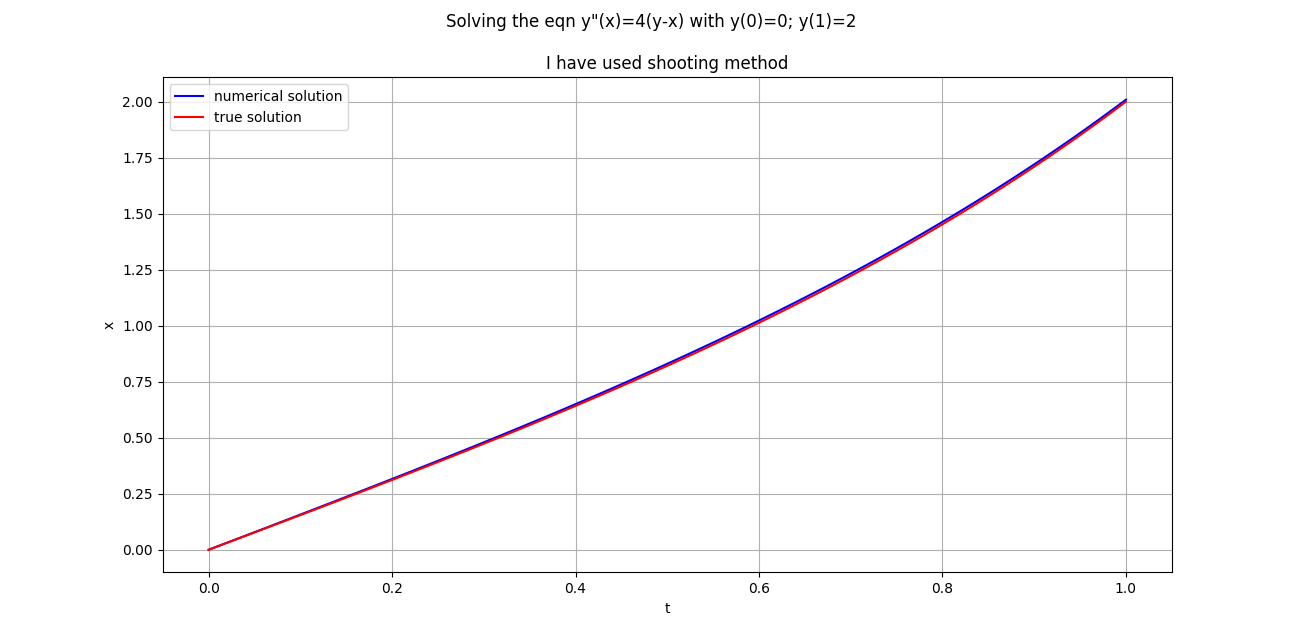 Solving the eqn y"(x)=4(y-x) with y(0)=0; y(1)=2
I have used shooting method
numerical solution
true solution
2.00
1.75
1.50
1.25
1.00
0.75
0.50
0.25
0.00
x
0.0 0.2 0.4 0.6 0.8 1.0
t